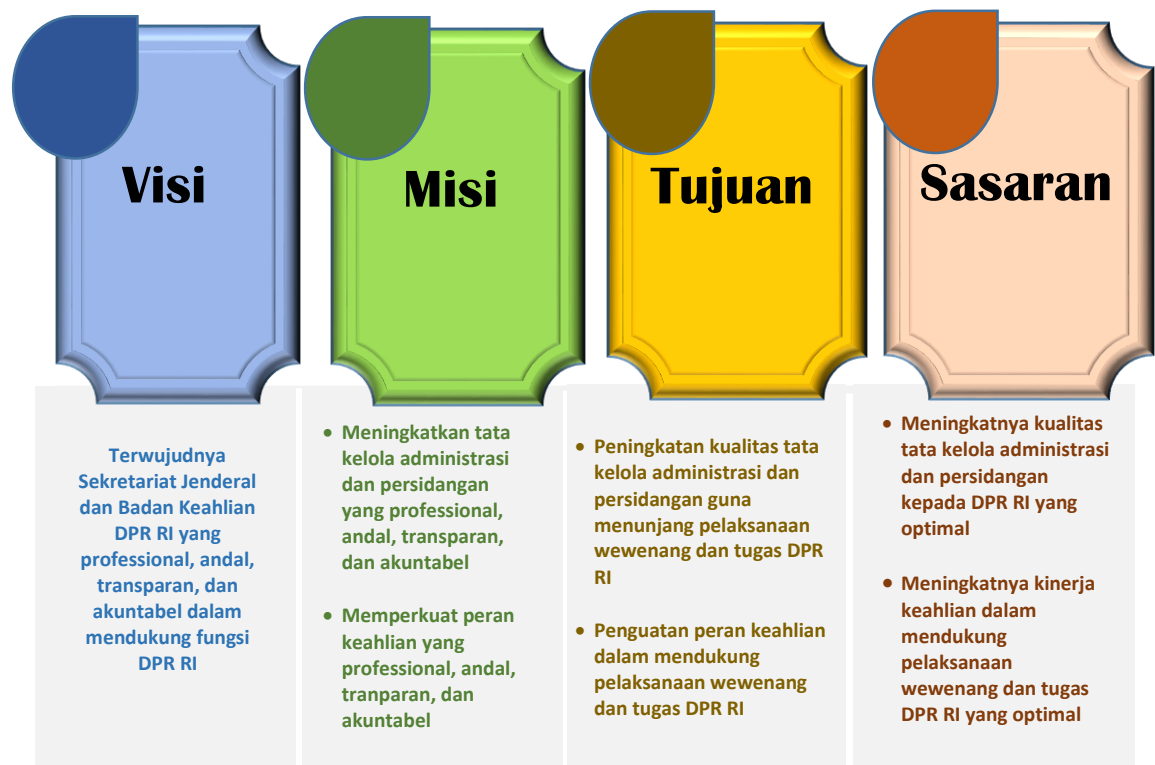 Visi
Terwujudnya
Sekretariat Jenderal
dan Badan Keahlian
DPR RI yang
professional, andal,
transparan, dan
akuntabel dalam
mendukung fungsi
DPR RI
Misi
• Meningkatkan tata
kelola administrasi
dan persidangan
yang professional,
andal, transparan,
dan akuntabel
• Memperkuat peran
keahlian yang
professional, andal,
tranparan, dan
akuntabel
Tujuan
• Peningkatan kualitas tata
kelola administrasi dan
persidangan guna
menunjang pelaksanaan
wewenang dan tugas DPR
RI
• Penguatan peran keahlian
dalam mendukung
pelaksanaan wewenang
dan tugas DPR RI
Sasaran
• Meningkatnya kualitas
tata kelola administrasi
dan persidangan
kepada DPR RI yang
optimal
• Meningkatnya kinerja
keahlian dalam
mendukung
pelaksanaan
wewenang dan tugas
DPR RI yang optimal